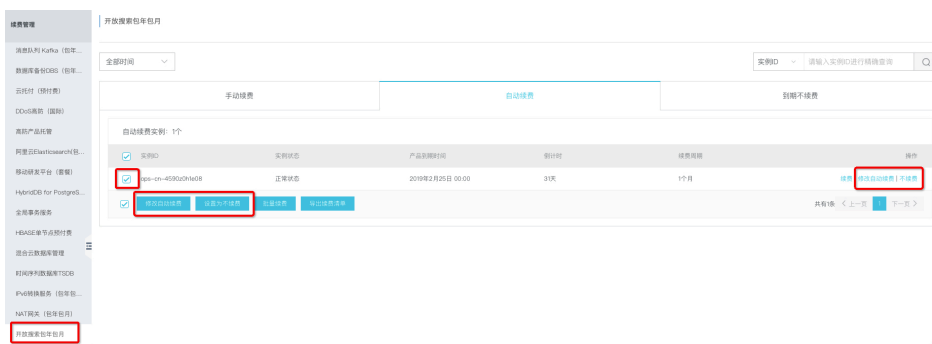 续费管理
开放搜索包年包月
消息队列 Kafka（包年...
数据库备份DBS（包年...
云托付（预付费）
DDoS高防（国际）
高防产品托管
阿里云Elasticsearch(包...
移动研发平台（套餐）
HybridDB for PostgreS...
全局事务服务
HBASE单节点预付费
混合云数据库管理
时间序列数据库TSDB
IPv6转换服务（包年包...
NAT网关（包年包月）
开放搜索包年包月
全部时间
实例ID
请输入实例ID进行精确查询
手动续费
自动续费
到期不续费
自动续费实例：1个
实例ID 实例状态 产品到期时间 倒计时 续费周期 操作
ops-cn-4590z0h1e08 正常状态 2019年2月25日 00:00 31天 1个月 续费 修改自动续费 | 不续费
修改自动续费 设置为不续费 批量续费 导出续费清单 共有1条 < 上一页 1 下一页 >